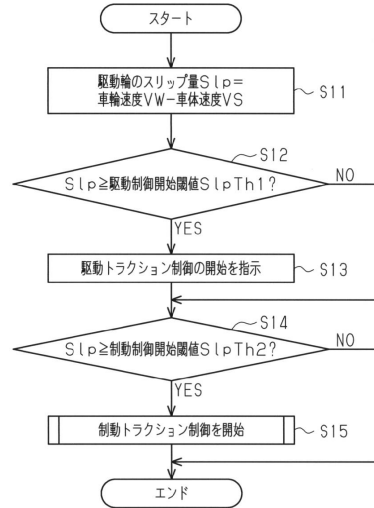 スタート
駆動輪のスリップ量Slp=
車輪速度VW−車体速度VS
S11
S12
Slp≧駆動制御開始閾値SlpTh1?
NO
YES
駆動トラクション制御の開始を指示
S13
S14
Slp≧制動制御開始閾値SlpTh2?
NO
YES
制動トラクション制御を開始
S15
エンド